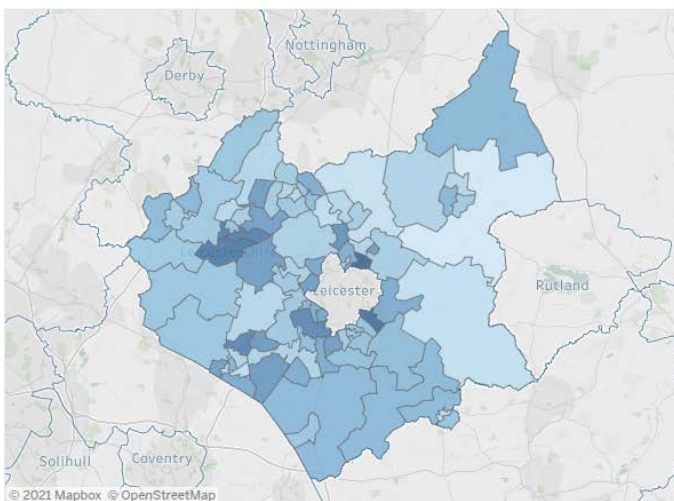 Nottingham
Derby
Leicester
Rutland
Solihull
Coventry
© 2021 Mapbox © OpenStreetMap